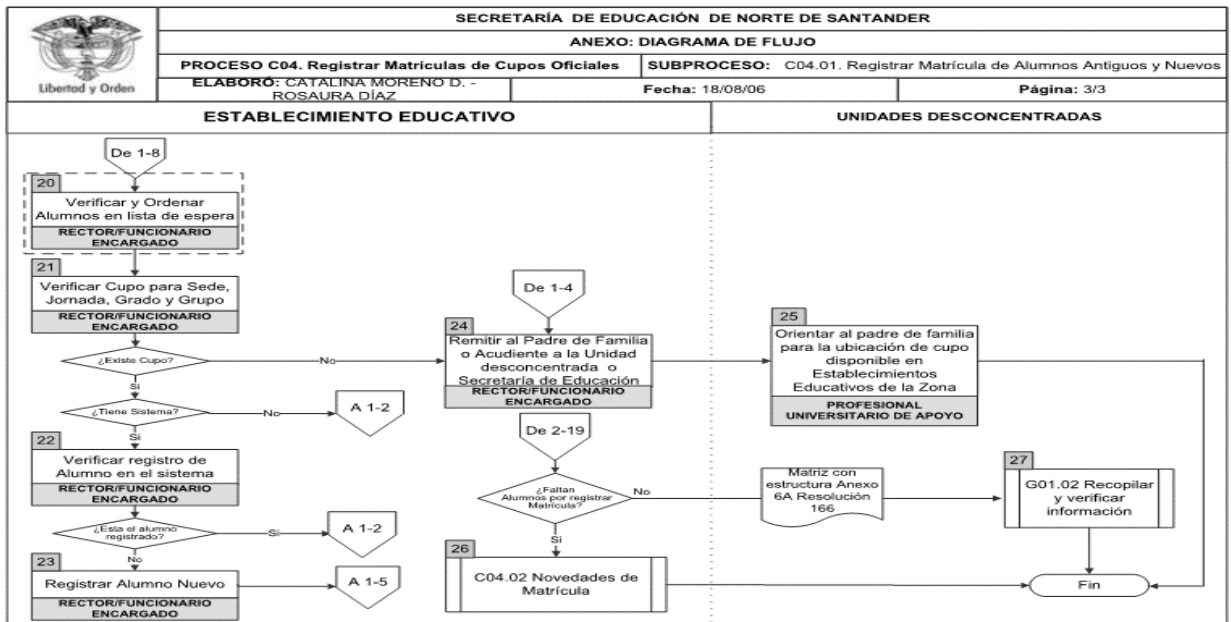 SECRETARÍA DE EDUCACIÓN DE NORTE DE SANTANDER
ANEXO: DIAGRAMA DE FLUJO
PROCESO C04. Registrar Matrículas de Cupos Oficiales
SUBPROCESO: C04.01. Registrar Matrícula de Alumnos Antiguos y Nuevos
Libertad y Orden
ELABORÓ: CATALINA MORENO D. -
ROSAURA DÍAZ
Fecha: 18/08/06
Página: 3/3
ESTABLECIMIENTO EDUCATIVO
UNIDADES DESCONCENTRADAS
De 1-8
20
Verificar y Ordenar
Alumnos en lista de espera
RECTOR/FUNCIONARIO
ENCARGADO
21
Verificar Cupo para Sede,
Jornada, Grado y Grupo
RECTOR/FUNCIONARIO
ENCARGADO
¿Existe Cupo?
No
Si
¿Tiene Sistema?
No
A 1-2
Si
22
Verificar registro de
Alumno en el sistema
RECTOR/FUNCIONARIO
ENCARGADO
¿Esta el alumno
registrado?
Si
A 1-2
No
23
Registrar Alumno Nuevo
RECTOR/FUNCIONARIO
ENCARGADO
A 1-5
De 1-4
24
Remitir al Padre de Familia
o Acudiente a la Unidad
desconcentrada o
Secretaría de Educación
RECTOR/FUNCIONARIO
ENCARGADO
25
Orientar al padre de familia
para la ubicación de cupo
disponible en
Establecimientos
Educativos de la Zona
PROFESIONAL
UNIVERSITARIO DE APOYO
De 2-19
¿Faltan
Alumnos por registrar
Matrícula?
No
Si
Matriz con
estructura Anexo
6A Resolución
166
27
G01.02 Recopilar
y verificar
información
26
C04.02 Novedades de
Matrícula
Fin